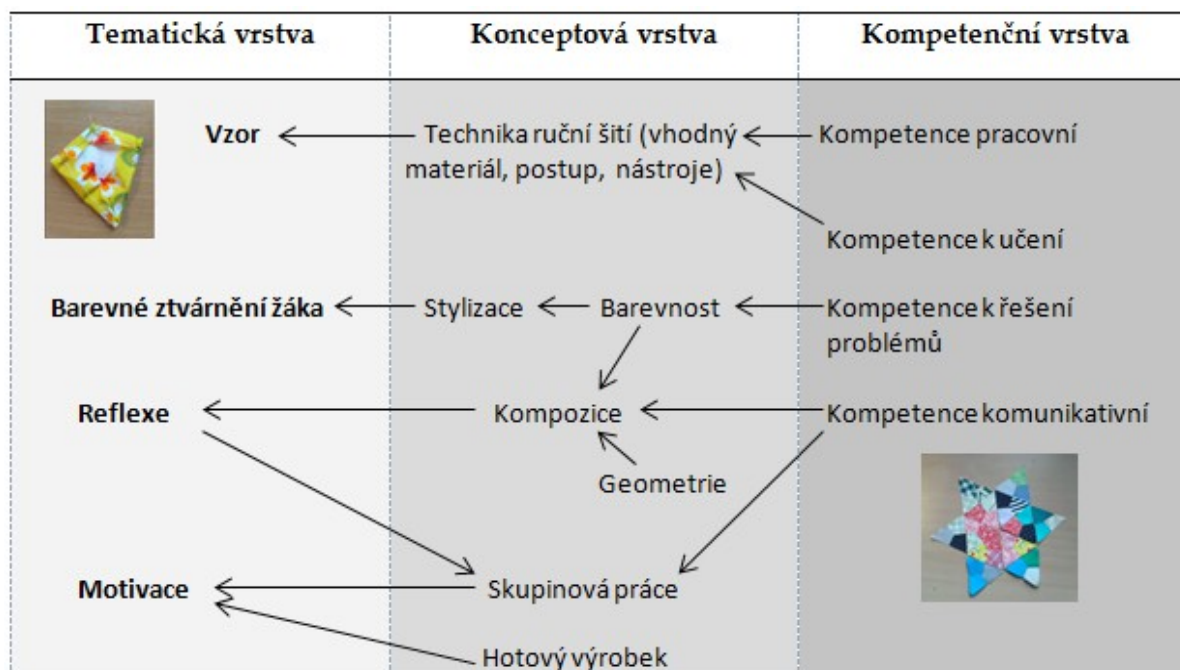 Tematická vrstva
Konceptová vrstva
Kompetenční vrstva
Vzor
Technika ruční šití (vhodný
materiál, postup, nástroje)
Kompetence pracovní
Kompetence k učení
Barevné ztvárnění žáka
Stylizace
Barevnost
Kompetence k řešení
problémů
Reflexe
Kompozice
Kompetence komunikativní
Geometrie
Motivace
Skupinová práce
Hotový výrobek